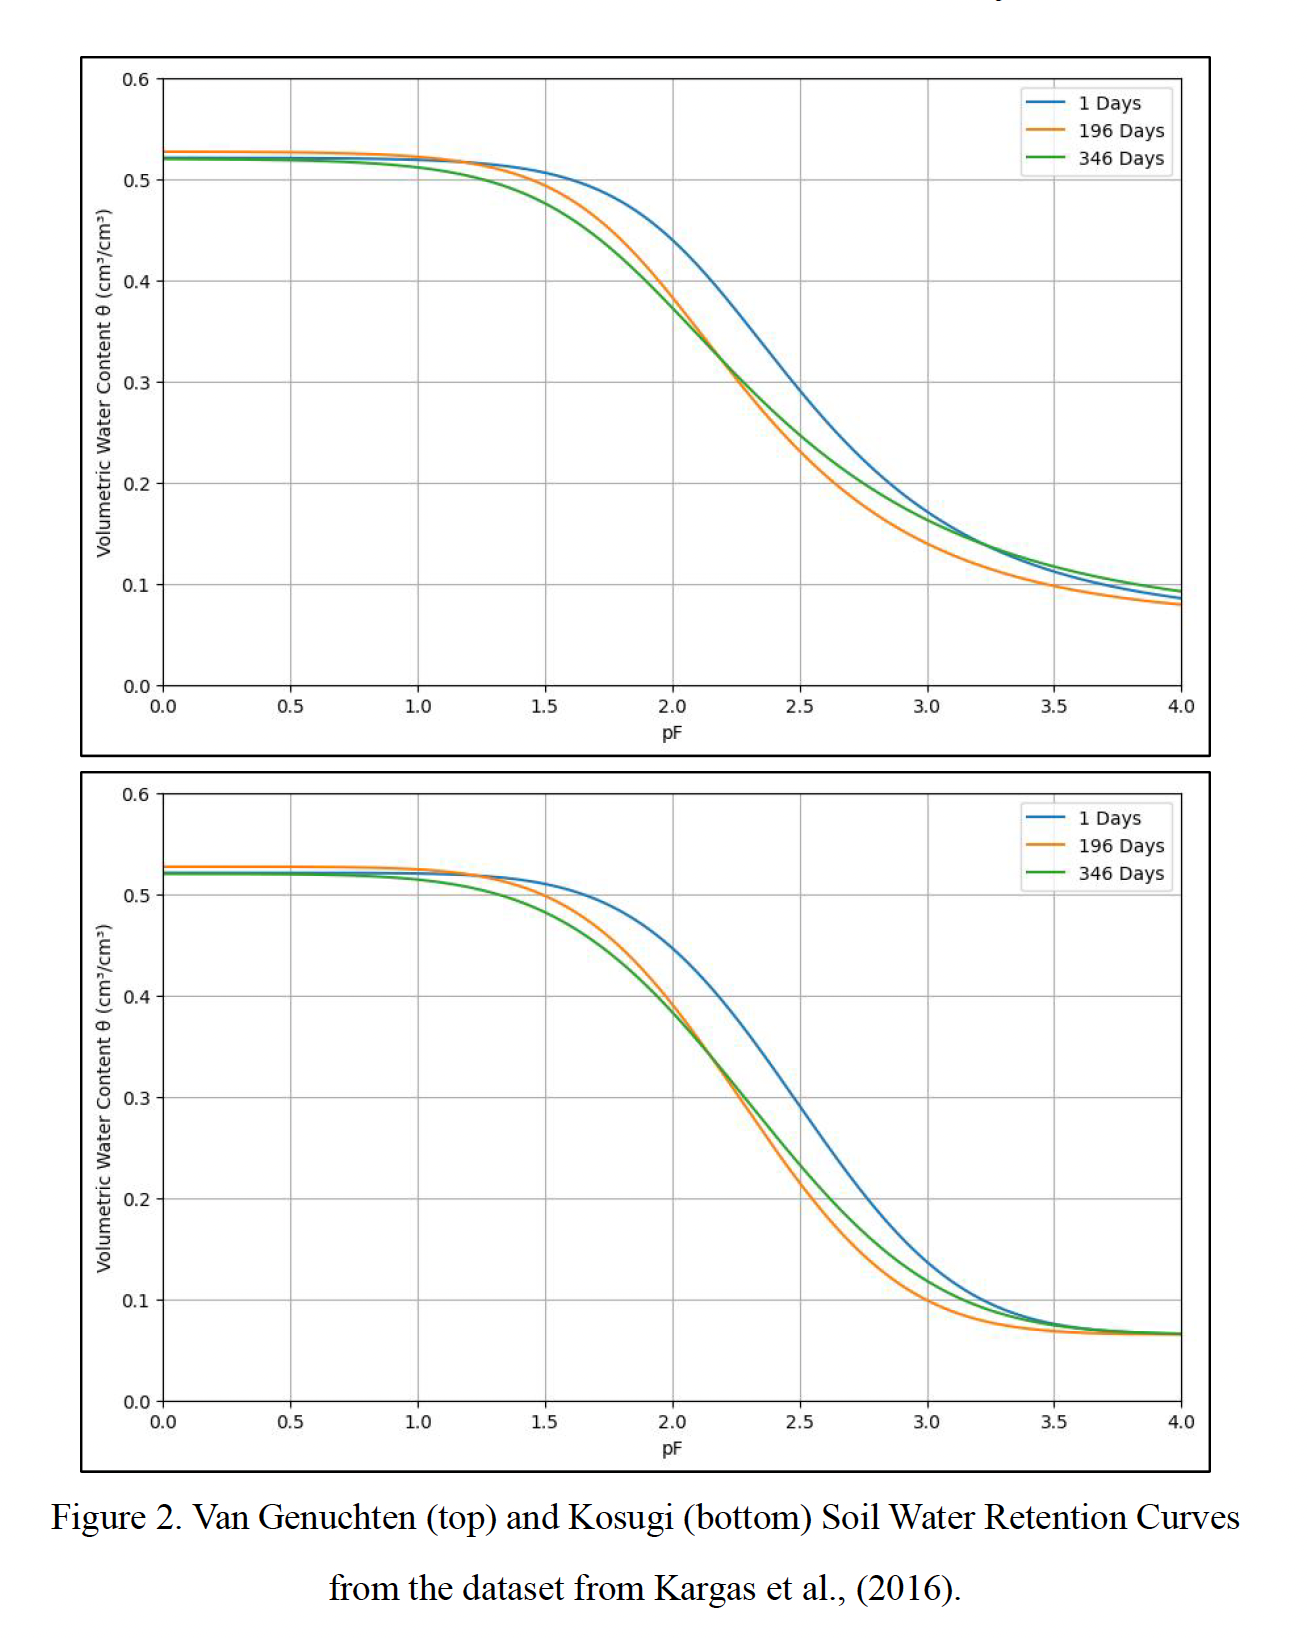 0.6
0.5
0.4
0.3
0.2
0.1
0.0
Volumetric Water Content θ (cm³/cm³)
1 Days
196 Days
346 Days
0.0 0.5 1.0 1.5 2.0 2.5 3.0 3.5 4.0
pF
0.6
0.5
0.4
0.3
0.2
0.1
0.0
Volumetric Water Content θ (cm³/cm³)
1 Days
196 Days
346 Days
0.0 0.5 1.0 1.5 2.0 2.5 3.0 3.5 4.0
pF
Figure 2. Van Genuchten (top) and Kosugi (bottom) Soil Water Retention Curves
from the dataset from Kargas et al., (2016).